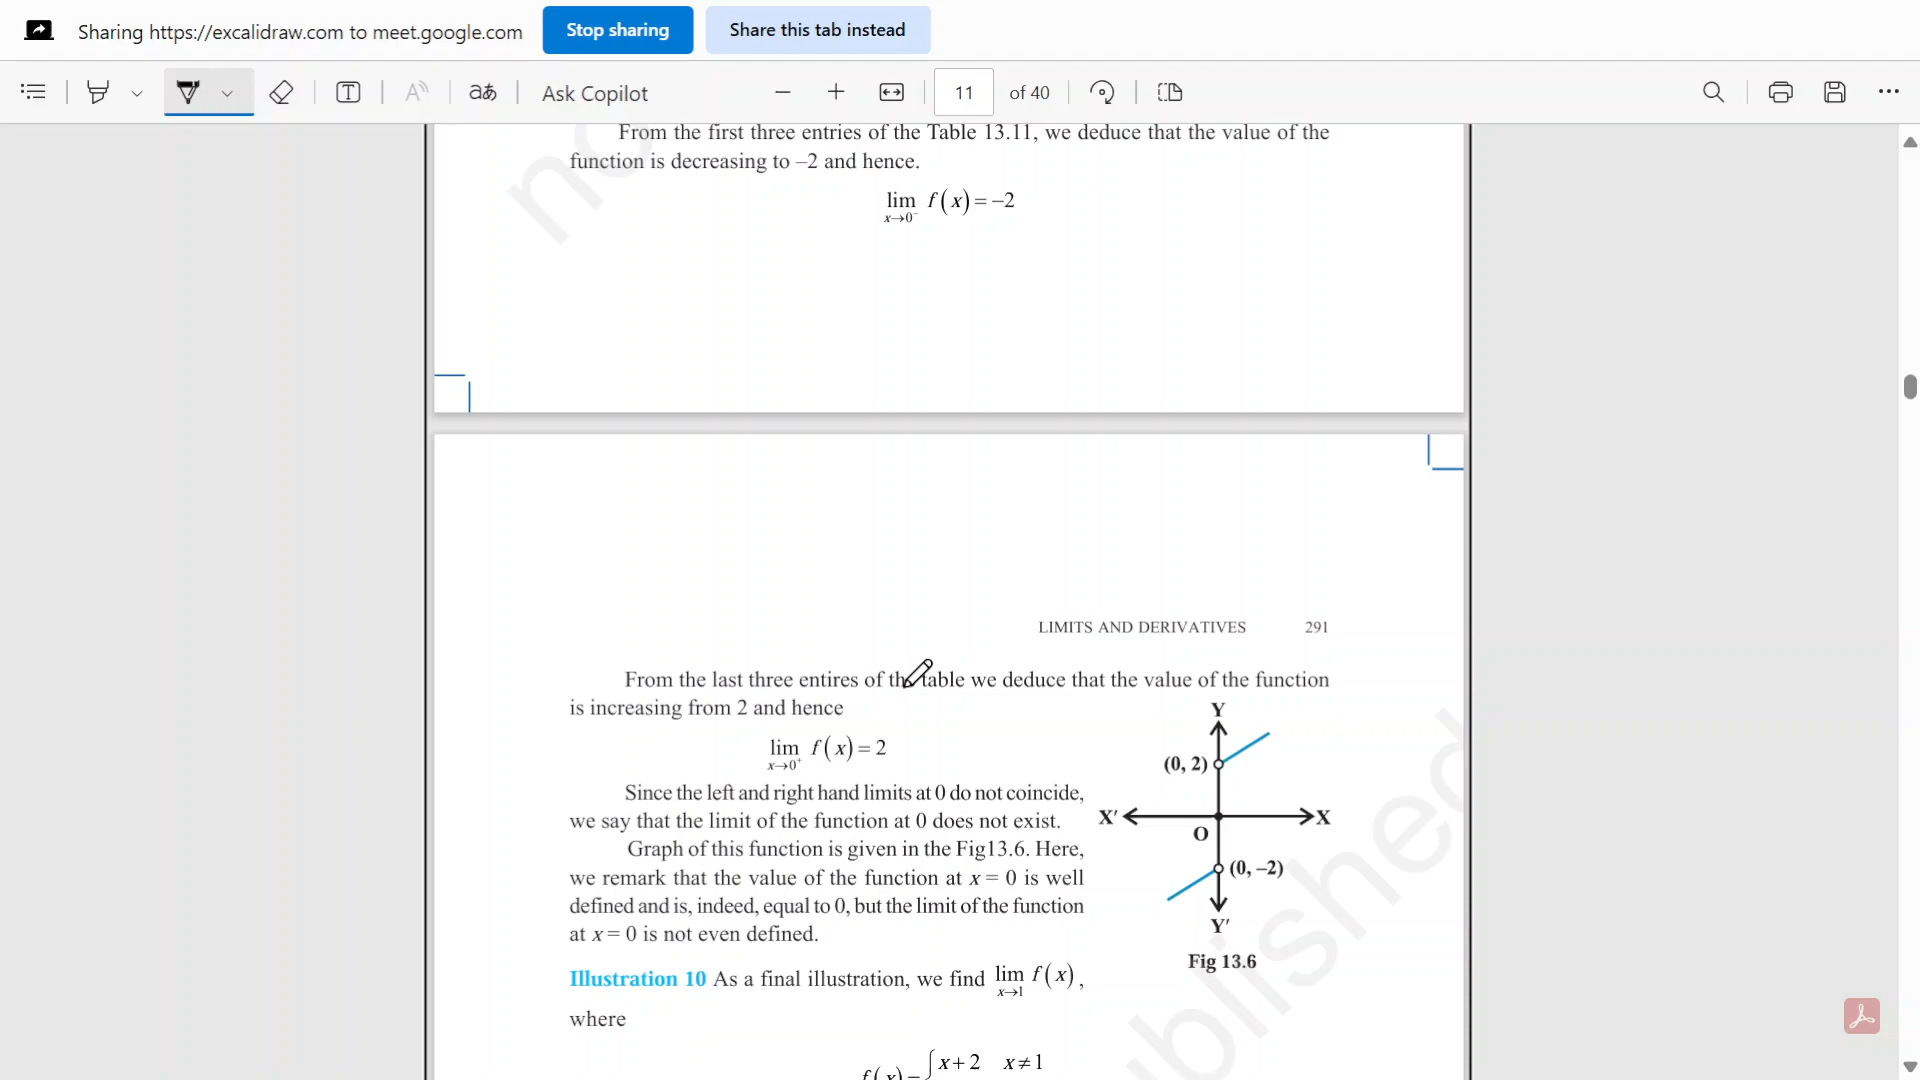 Sharing https://excalidraw.com to meet.google.com Stop sharing Share this tab instead
aあ Ask Copilot 11 of 40
From the first three entries of the Table 13.11, we deduce that the value of the
function is decreasing to –2 and hence.
lim f(x) = –2
x→0⁻
LIMITS AND DERIVATIVES 291
From the last three entires of the table we deduce that the value of the function
is increasing from 2 and hence
lim f(x) = 2
x→0⁺
Since the left and right hand limits at 0 do not coincide,
we say that the limit of the function at 0 does not exist.
Graph of this function is given in the Fig13.6. Here,
we remark that the value of the function at x = 0 is well
defined and is, indeed, equal to 0, but the limit of the function
at x = 0 is not even defined.
Y
(0, 2)
X′ X
O
(0, –2)
Y′
Fig 13.6
Illustration 10 As a final illustration, we find lim f(x),
x→1
where
x + 2 x ≠ 1
f(x) =